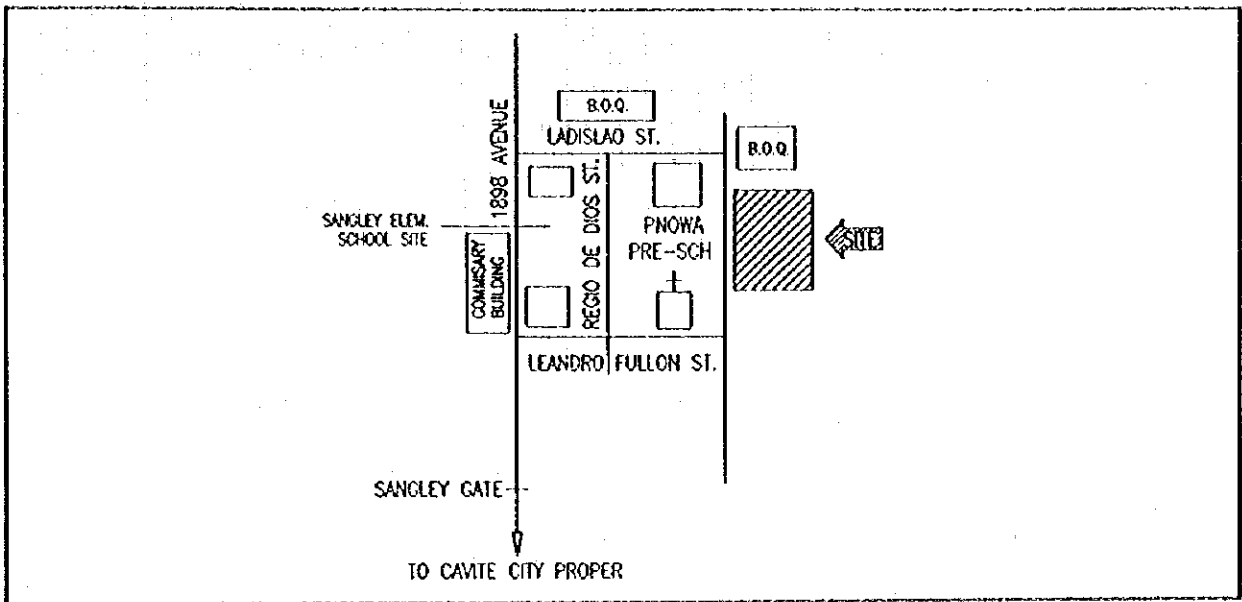 B.O.Q.
LADISLAO ST.
B.O.Q.
1898 AVENUE
SANGLEY ELEM.
SCHOOL SITE
REGIO DE DIOS ST.
PNOWA
PRE-SCH
SITE
COMMISARY
BUILDING
LEANDRO FULLON ST.
SANGLEY GATE
TO CAVITE CITY PROPER